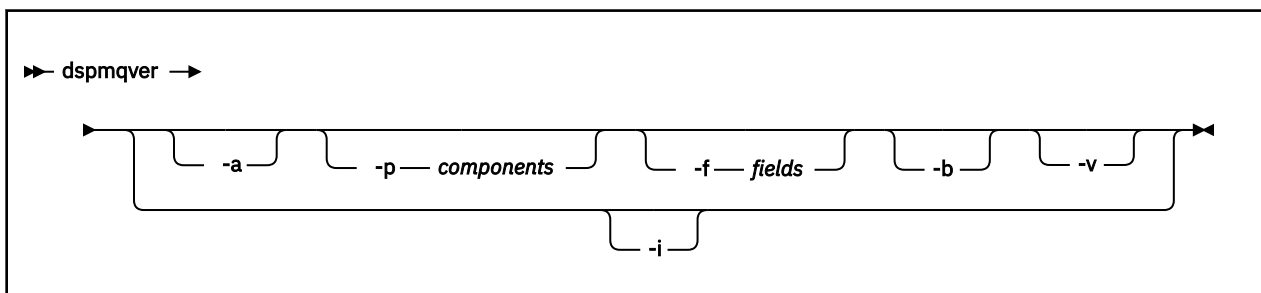 dspmqver
-a -p components -f fields -b -v
-i